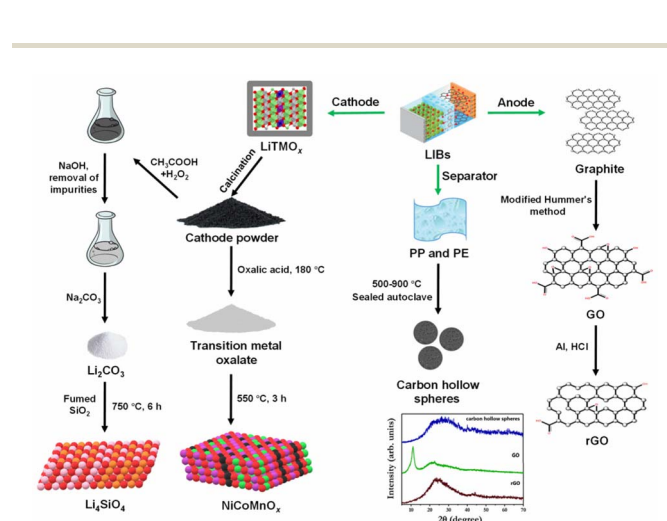 Cathode
Anode
LiTMOₓ
LIBs
Separator
Graphite
CH₃COOH
+H₂O₂
Calcination
NaOH,
removal of
impurities
Modified Hummer's
method
Cathode powder
PP and PE
Oxalic acid, 180 °C
500-900 °C
Sealed autoclave
GO
Na₂CO₃
Transition metal
oxalate
Al, HCl
Li₂CO₃
Carbon hollow
spheres
Fumed
SiO₂
750 °C, 6 h
550 °C, 3 h
rGO
Intensity (arb. units)
carbon hollow spheres
GO
rGO
10 20 30 40 50 60 70
2θ (degree)
Li₄SiO₄
NiCoMnOₓ